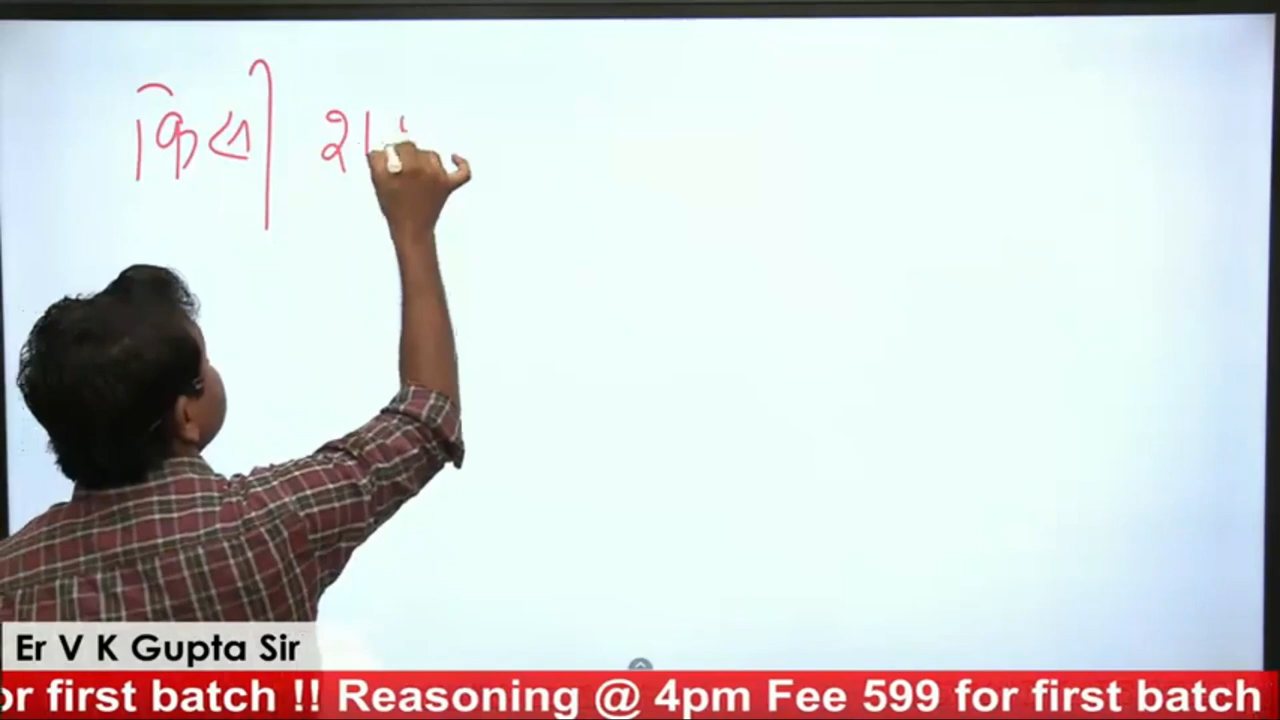 किसी
Er V K Gupta Sir
or first batch !! Reasoning @ 4pm Fee 599 for first batch